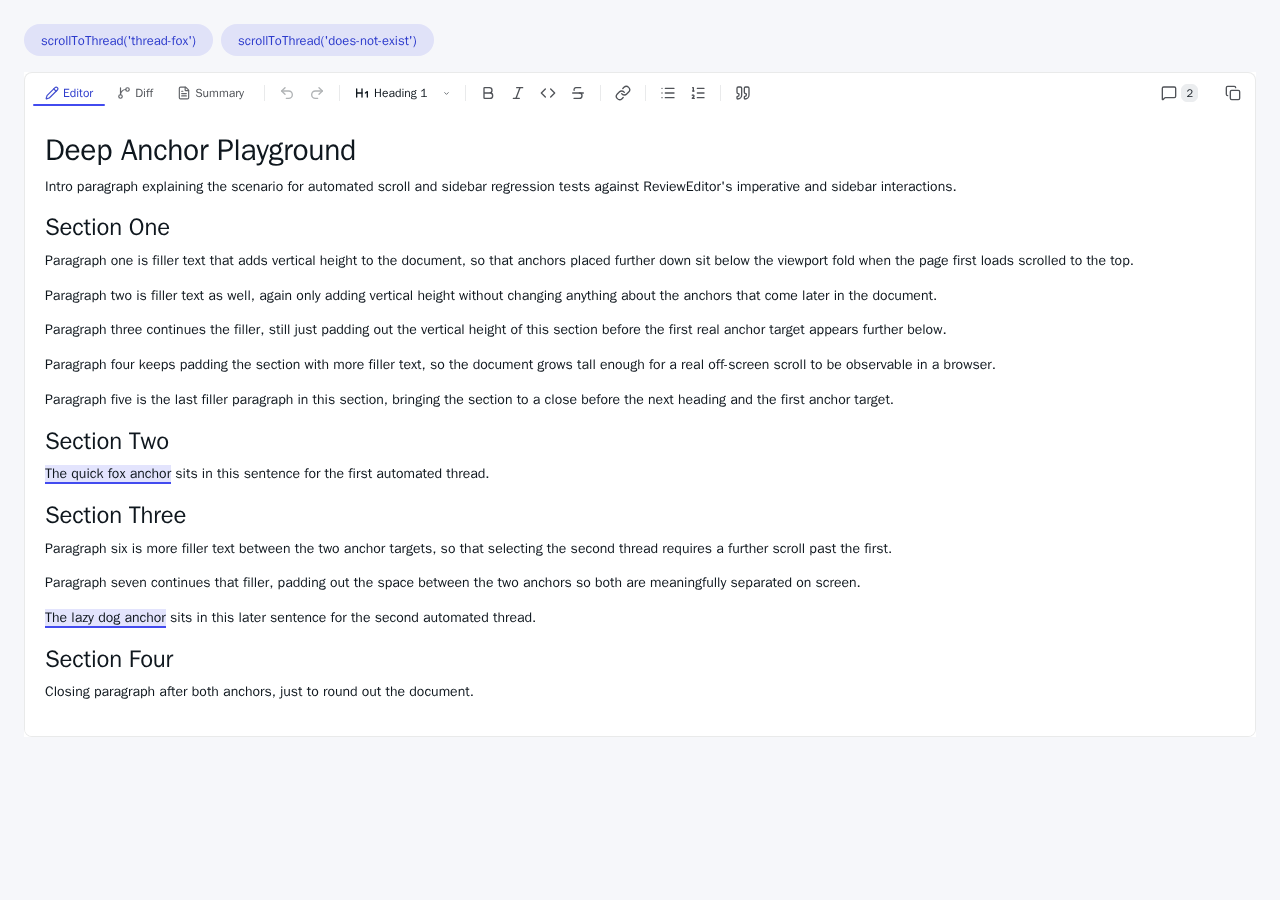 scrollToThread('thread-fox') scrollToThread('does-not-exist')
Editor Diff Summary H1 Heading 1 2
Deep Anchor Playground
Intro paragraph explaining the scenario for automated scroll and sidebar regression tests against ReviewEditor's imperative and sidebar interactions.
Section One
Paragraph one is filler text that adds vertical height to the document, so that anchors placed further down sit below the viewport fold when the page first loads scrolled to the top.
Paragraph two is filler text as well, again only adding vertical height without changing anything about the anchors that come later in the document.
Paragraph three continues the filler, still just padding out the vertical height of this section before the first real anchor target appears further below.
Paragraph four keeps padding the section with more filler text, so the document grows tall enough for a real off-screen scroll to be observable in a browser.
Paragraph five is the last filler paragraph in this section, bringing the section to a close before the next heading and the first anchor target.
Section Two
The quick fox anchor sits in this sentence for the first automated thread.
Section Three
Paragraph six is more filler text between the two anchor targets, so that selecting the second thread requires a further scroll past the first.
Paragraph seven continues that filler, padding out the space between the two anchors so both are meaningfully separated on screen.
The lazy dog anchor sits in this later sentence for the second automated thread.
Section Four
Closing paragraph after both anchors, just to round out the document.